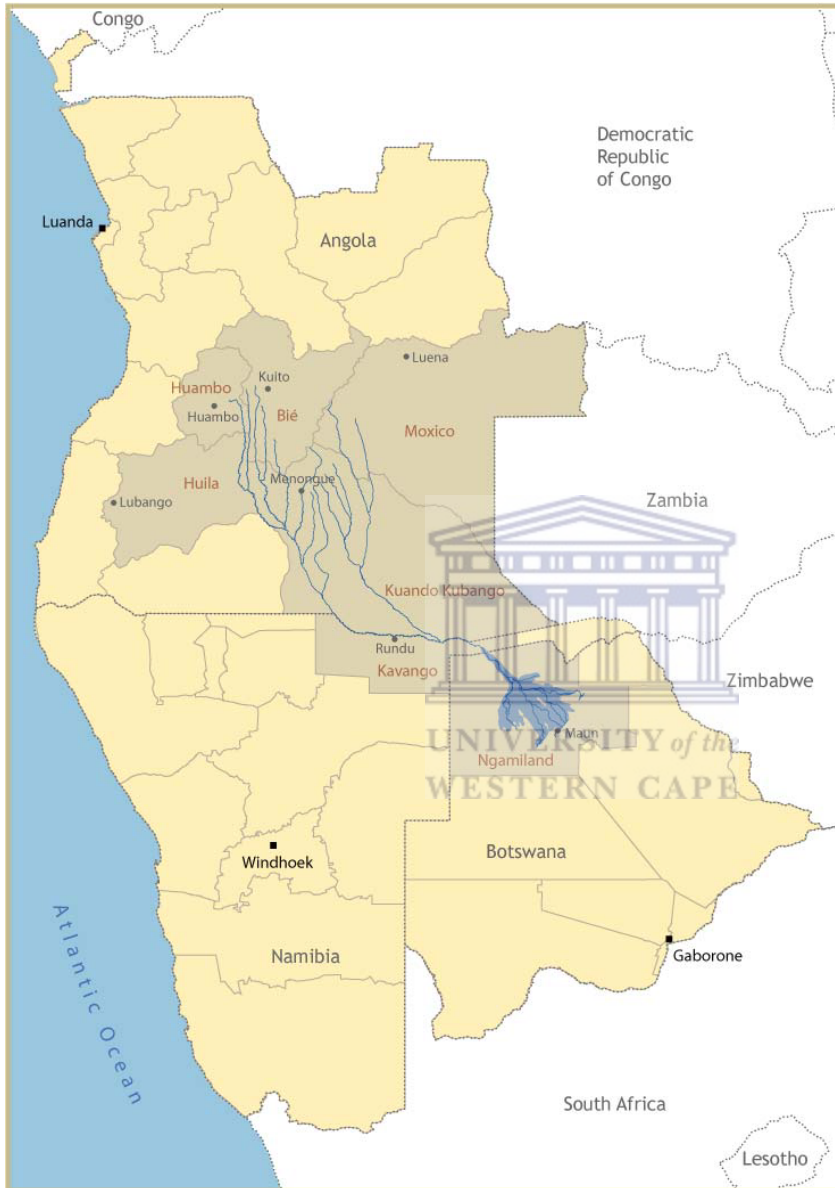 Congo
Democratic
Republic
of Congo
Luanda
Angola
Luena
Huambo
Kuito
Huambo
Bié
Moxico
Huila
Menongue
Lubango
Zambia
Kuando Kubango
Rundu
Kavango
Zimbabwe
Maun
UNIVERSITY of the
Ngamiland
WESTERN CAPE
Windhoek
Botswana
Atlantic Ocean
Namibia
Gaborone
South Africa
Lesotho